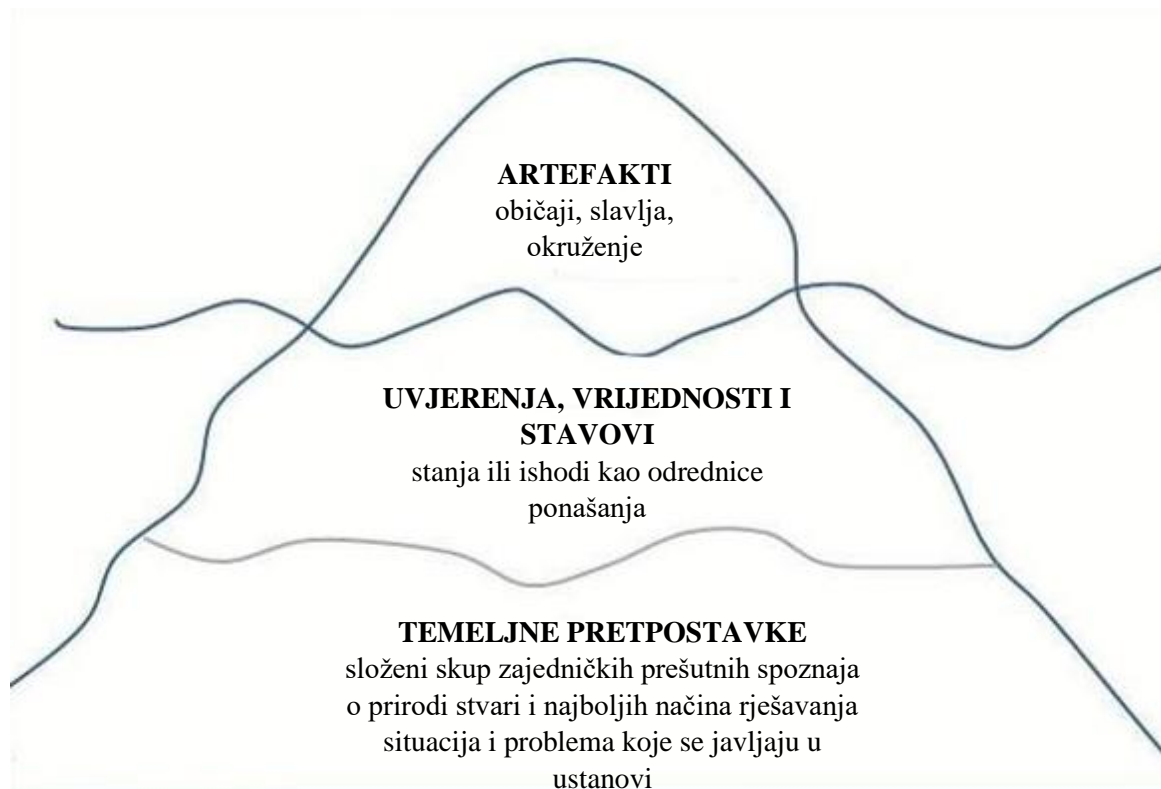 ARTEFAKTI
običaji, slavlja,
okruženje
UVJERENJA, VRIJEDNOSTI I
STAVOVI
stanja ili ishodi kao odrednice
ponašanja
TEMELJNE PRETPOSTAVKE
složeni skup zajedničkih prešutnih spoznaja
o prirodi stvari i najboljih načina rješavanja
situacija i problema koje se javljaju u
ustanovi